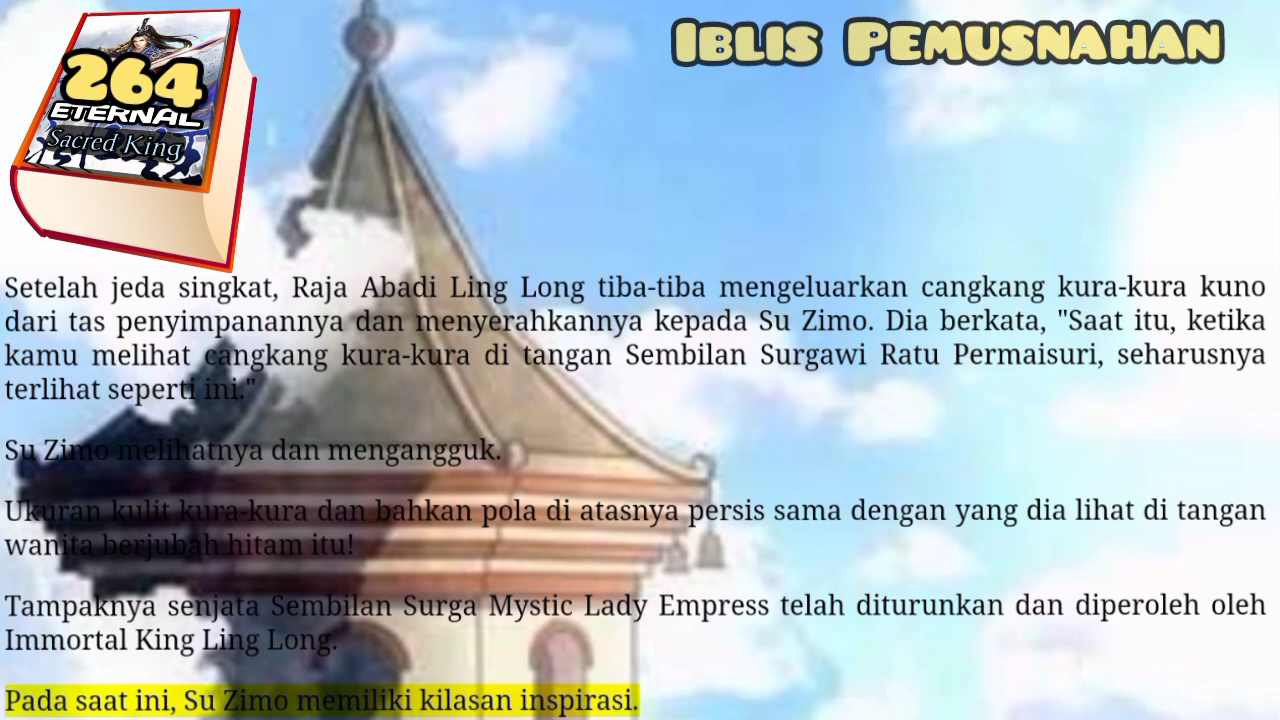 264
ETERNAL
Sacred King
Iblis Pemusnahan
Setelah jeda singkat, Raja Abadi Ling Long tiba-tiba mengeluarkan cangkang kura-kura kuno
dari tas penyimpanannya dan menyerahkannya kepada Su Zimo. Dia berkata, "Saat itu, ketika
kamu melihat cangkang kura-kura di tangan Sembilan Surgawi Ratu Permaisuri, seharusnya
terlihat seperti ini."
Su Zimo melihatnya dan mengangguk.
Ukuran kulit kura-kura dan bahkan pola di atasnya persis sama dengan yang dia lihat di tangan
wanita berjubah hitam itu!
Tampaknya senjata Sembilan Surga Mystic Lady Empress telah diturunkan dan diperoleh oleh
Immortal King Ling Long.
Pada saat ini, Su Zimo memiliki kilasan inspirasi.